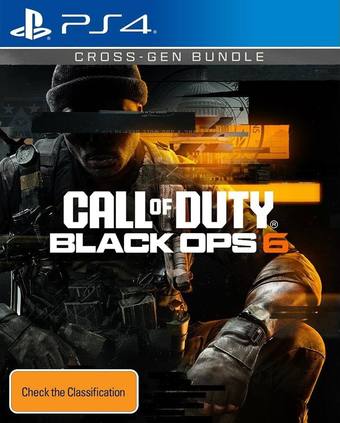 PS4
CROSS-GEN BUNDLE
CALL OF DUTY®
BLACK OPS 6
Check the Classification